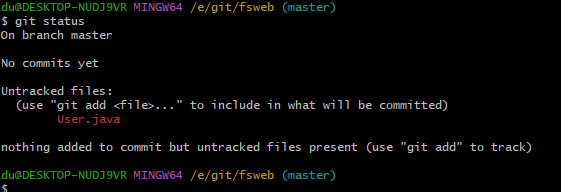 du@DESKTOP-NUDJ9VR MINGW64 /e/git/fsweb (master)
$ git status
On branch master
No commits yet
Untracked files:
(use "git add <file>..." to include in what will be committed)
User.java
nothing added to commit but untracked files present (use "git add" to track)
du@DESKTOP-NUDJ9VR MINGW64 /e/git/fsweb (master)
$